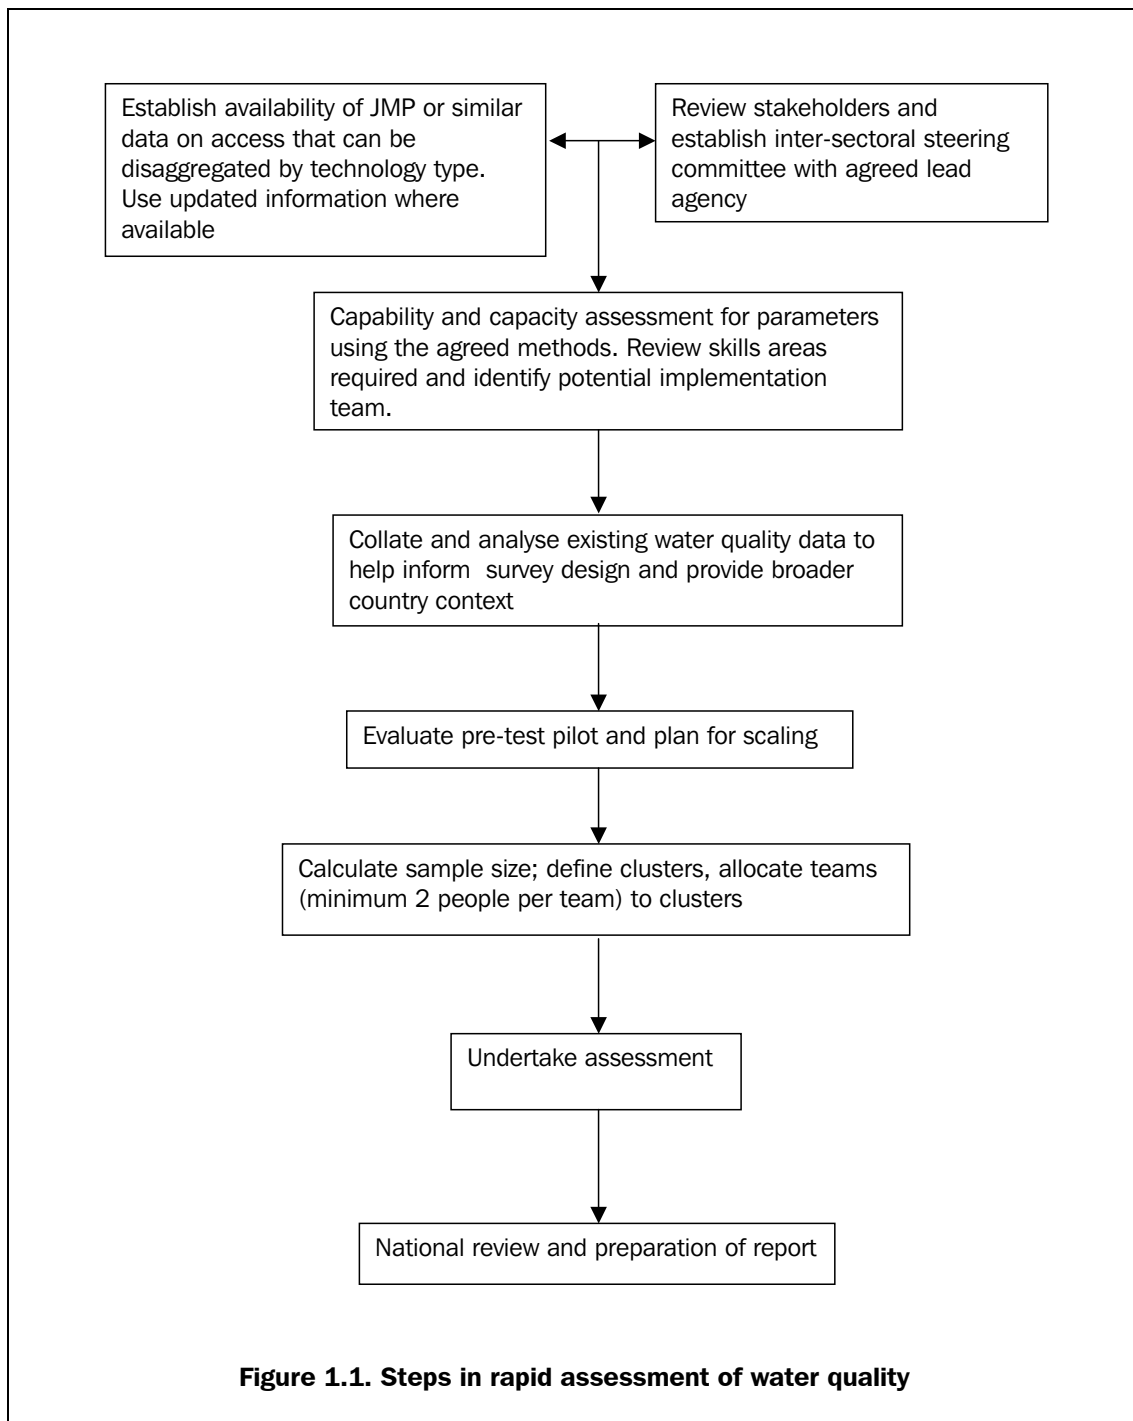 Establish availability of JMP or similar
data on access that can be
disaggregated by technology type.
Use updated information where
available
Review stakeholders and
establish inter-sectoral steering
committee with agreed lead
agency
Capability and capacity assessment for parameters
using the agreed methods. Review skills areas
required and identify potential implementation
team.
Collate and analyse existing water quality data to
help inform  survey design and provide broader
country context
Evaluate pre-test pilot and plan for scaling
Calculate sample size; define clusters, allocate teams
(minimum 2 people per team) to clusters
Undertake assessment
National review and preparation of report
Figure 1.1. Steps in rapid assessment of water quality